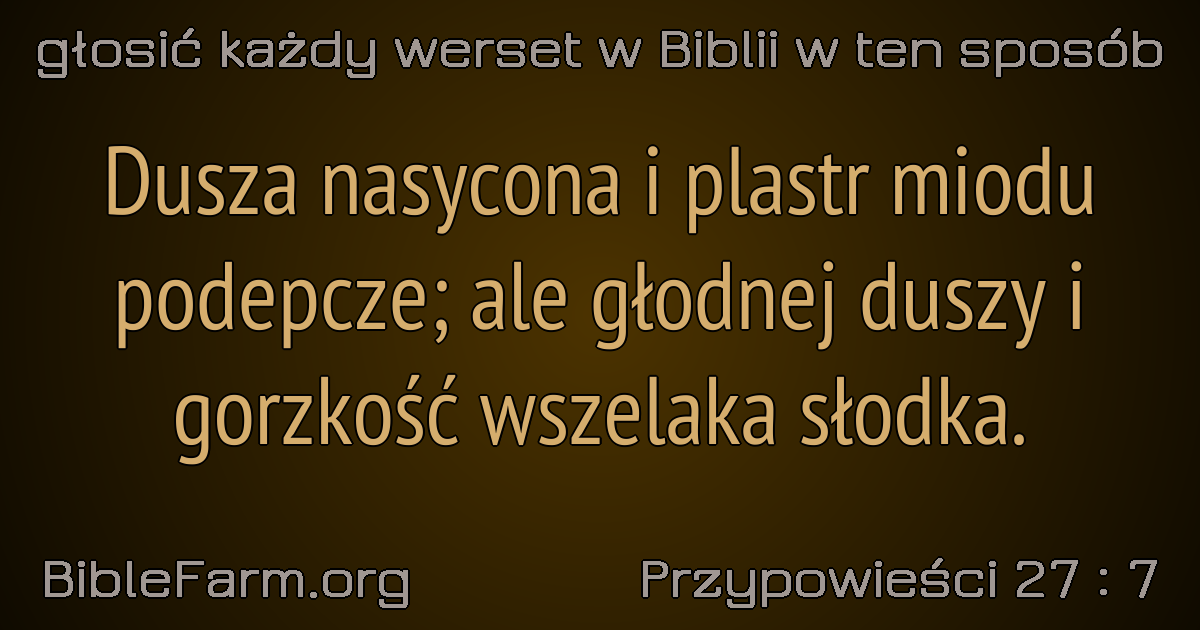 głosić każdy werset w Biblii w ten sposób
Dusza nasycona i plastr miodu
podepcze; ale głodnej duszy i
gorzkość wszelaka słodka.
BibleFarm.org
Przypowieści 27 : 7